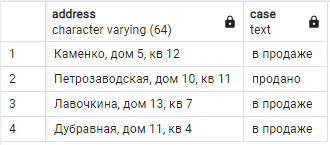 address case
character varying (64) text
1 Каменко, дом 5, кв 12 в продаже
2 Петрозаводская, дом 10, кв 11 продано
3 Лавочкина, дом 13, кв 7 в продаже
4 Дубравная, дом 11, кв 4 в продаже